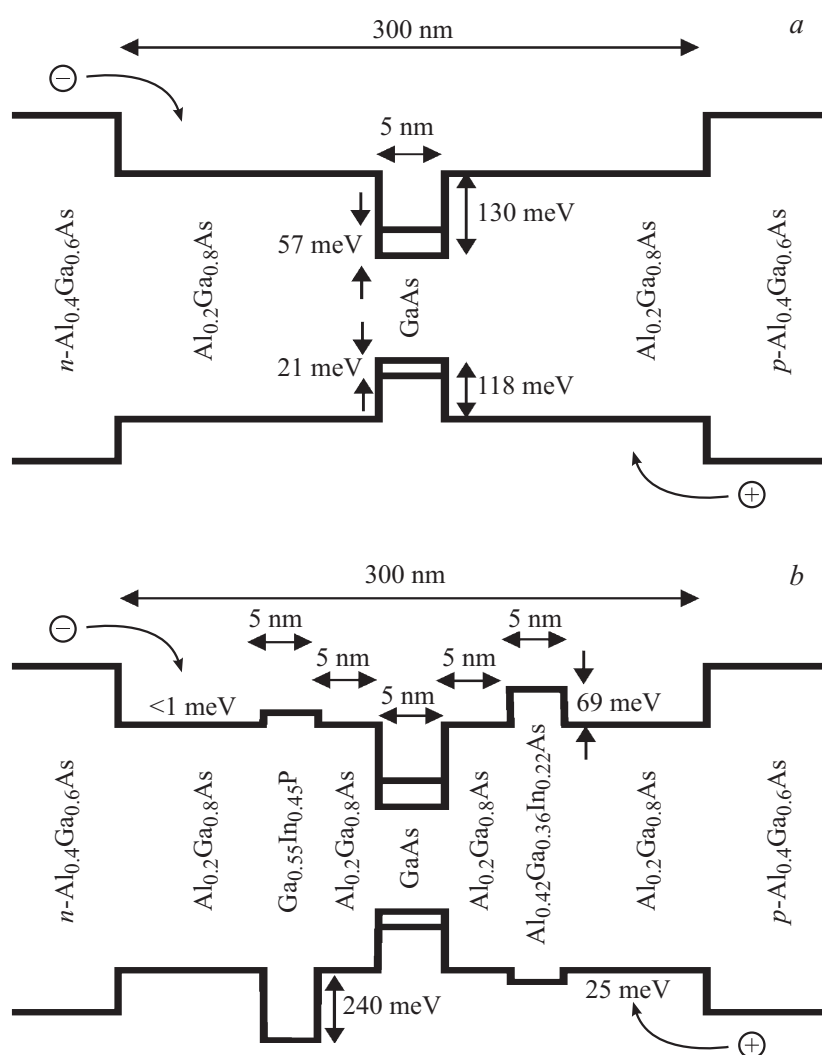 a
300 nm
⊖
5 nm
130 meV
57 meV
n-Al0.4Ga0.6As
Al0.2Ga0.8As
GaAs
Al0.2Ga0.8As
p-Al0.4Ga0.6As
21 meV
118 meV
⊕
b
300 nm
⊖
5 nm
5 nm
5 nm
5 nm
5 nm
<1 meV
69 meV
n-Al0.4Ga0.6As
Al0.2Ga0.8As
Ga0.55In0.45P
Al0.2Ga0.8As
GaAs
Al0.2Ga0.8As
Al0.42Ga0.36In0.22As
Al0.2Ga0.8As
p-Al0.4Ga0.6As
240 meV
25 meV
⊕